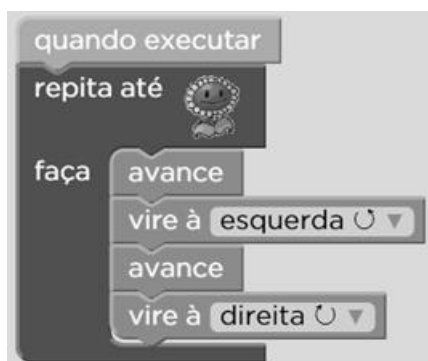 quando executar
repita até
faça
avance
vire à esquerda ↺ ▼
avance
vire à direita ↻ ▼